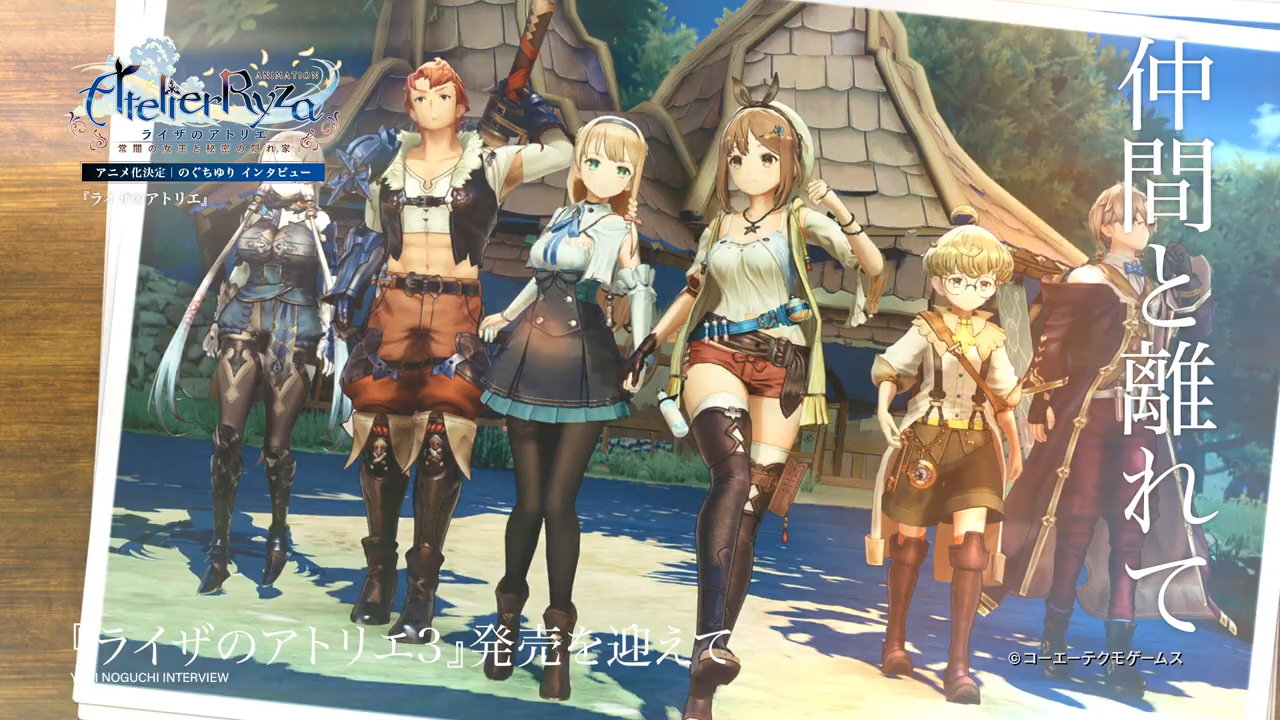 Atelier Ryza
ANIMATION
ライザのアトリエ
常闇の女王と秘密の隠れ家
アニメ化決定｜のぐちゆり インタビュー
『ライザのアトリエ』
仲間と離れて
『ライザのアトリエ3』発売を迎えて
YURI NOGUCHI INTERVIEW
©コーエーテクモゲームス